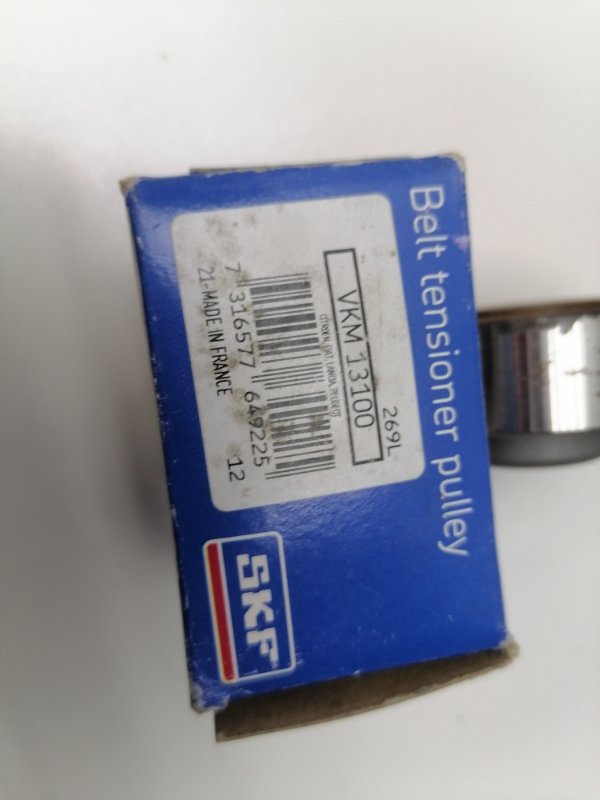 Belt tensioner pulley
269L
VKM 13100
CITROEN, FIAT, LANCIA, PEUGEOT
7 316577 649225 12
21-MADE IN FRANCE
SKF